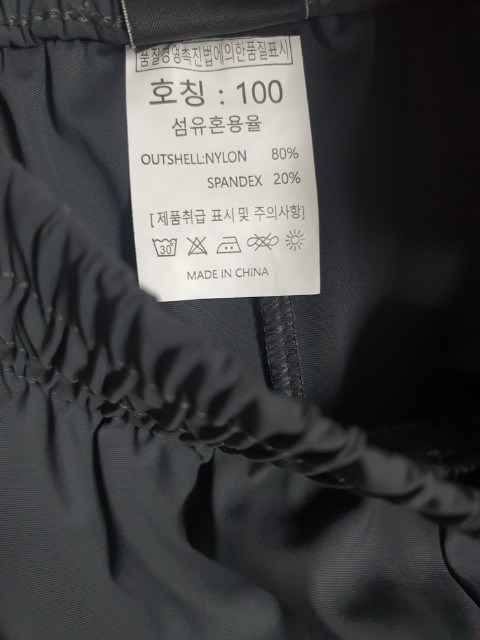 품질경영촉진법에의한품질표시
호칭 : 100
섬유혼용율
OUTSHELL:NYLON 80%
SPANDEX 20%
[ 제품취급 표시 및 주의사항]
30
MADE IN CHINA